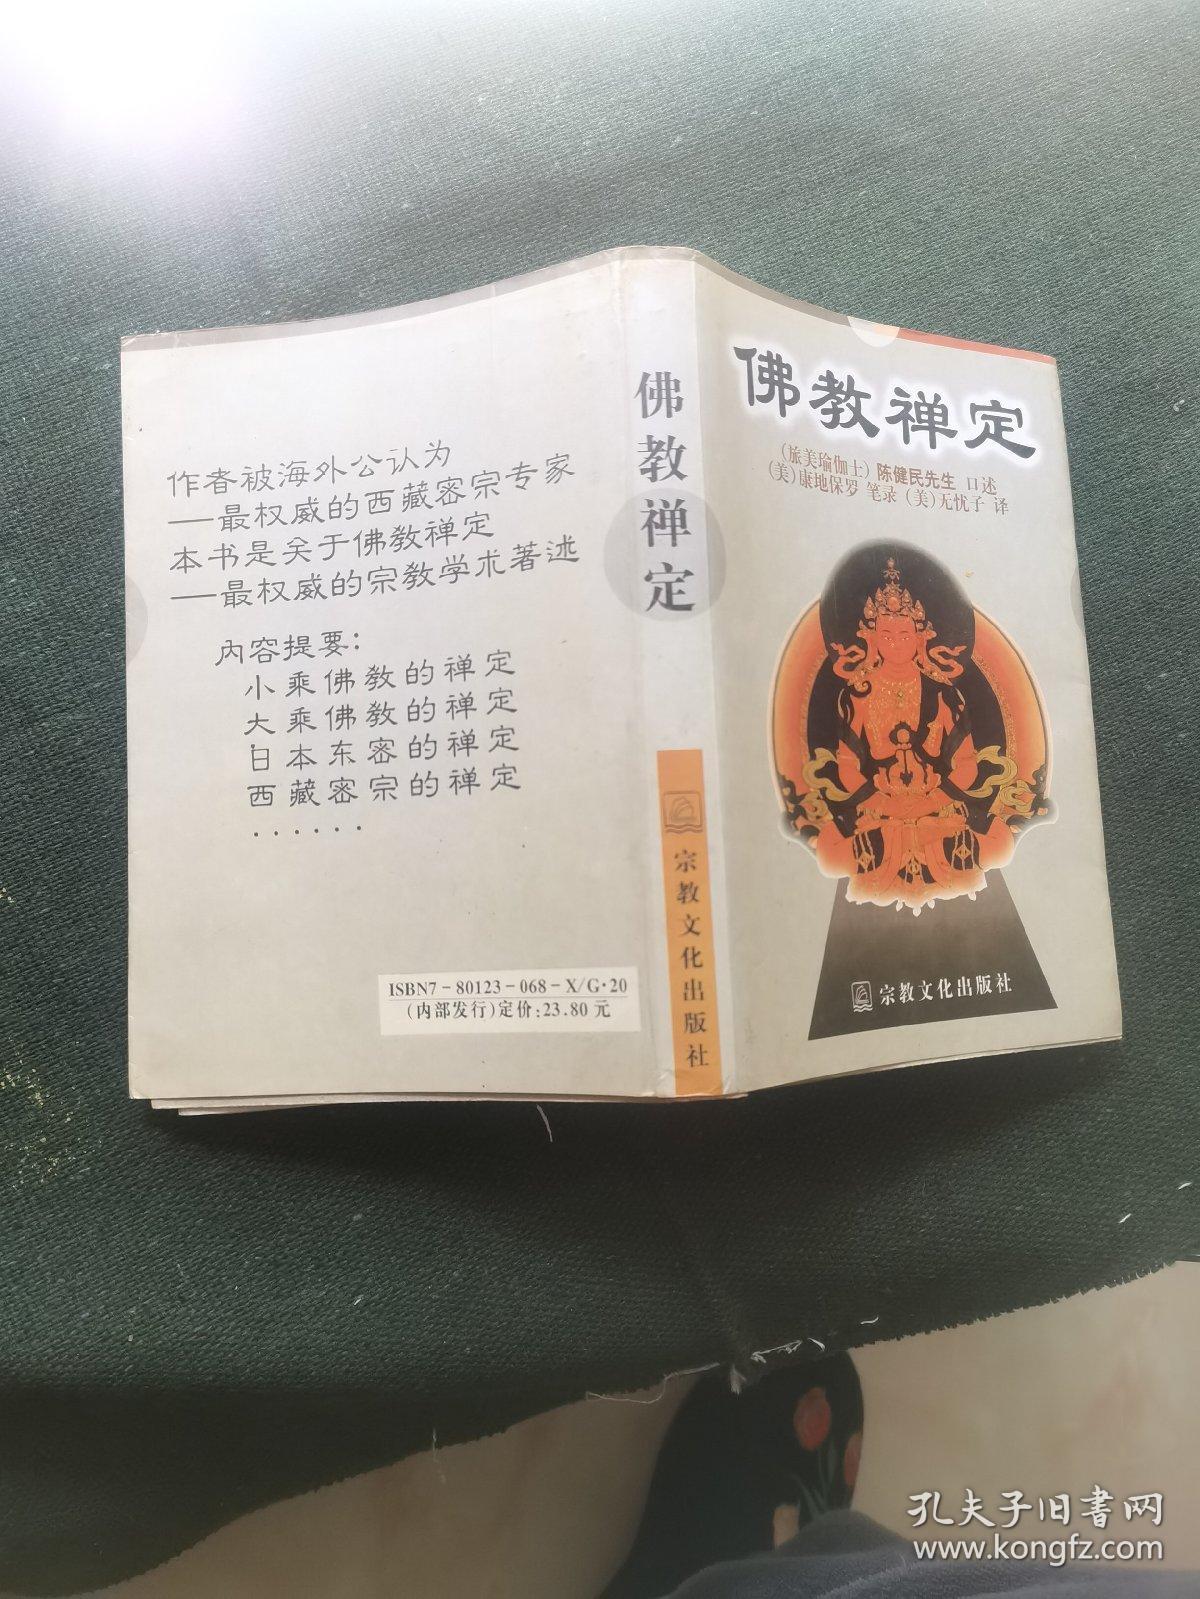 作者被海外公认为
——最权威的西藏密宗专家
本书是关于佛教禅定
——最权威的宗教学术著述
内容提要：
小乘佛教的禅定
大乘佛教的禅定
日本东密的禅定
西藏密宗的禅定
······
ISBN7-80123-068-X/G·20
(内部发行)定价:23.80元
佛教禅定
宗教文化出版社
佛教禅定
(旅美瑜伽士)陈健民先生 口述
(美)康地保罗 笔录 (美)无忧子 译
宗教文化出版社
孔夫子旧书网
www.kongfz.com